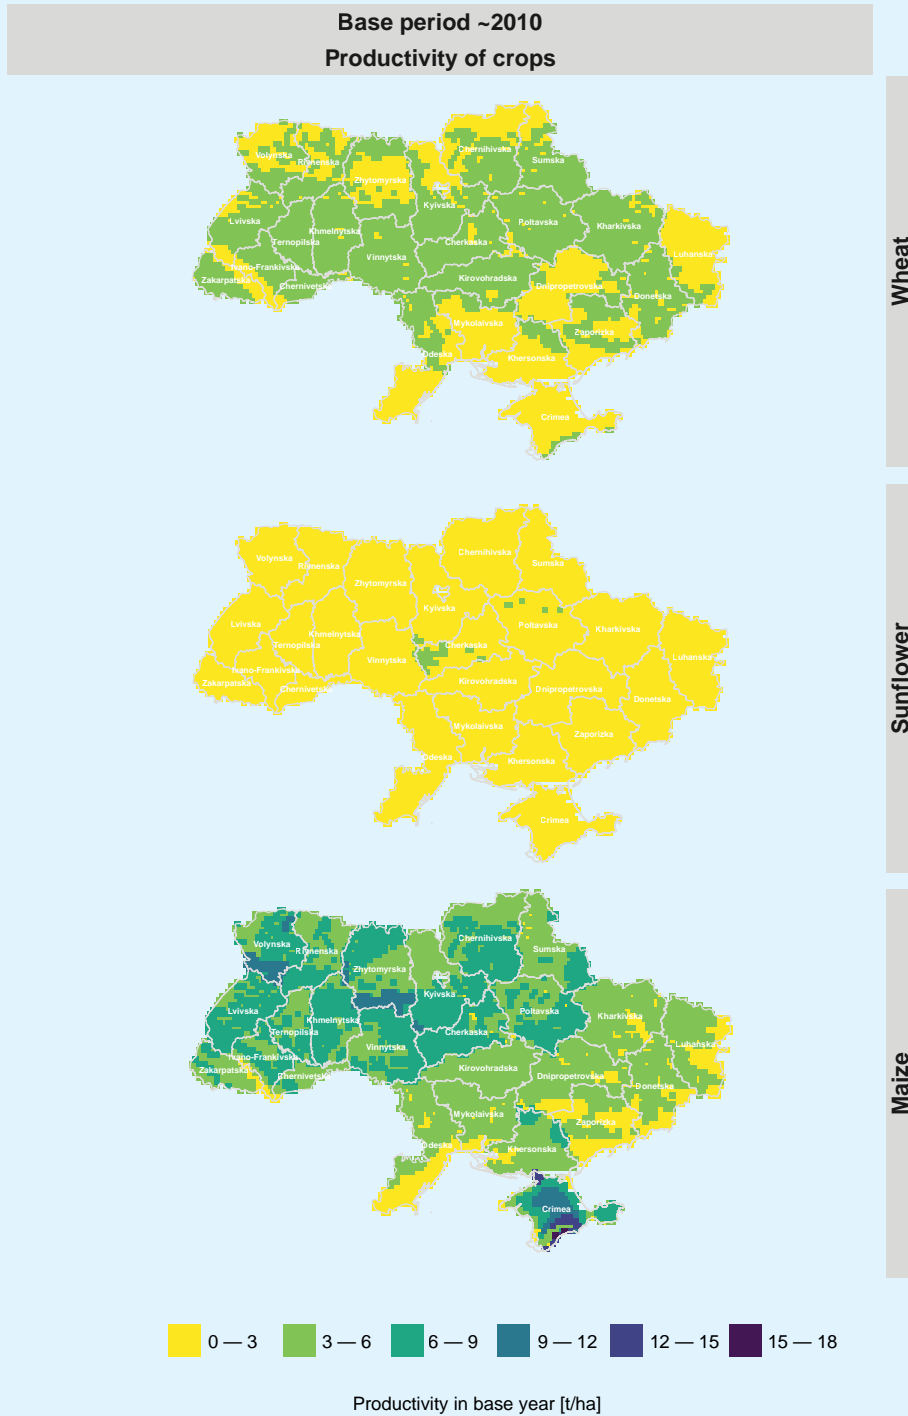 Base period ~2010
Productivity of crops
Wheat
Volynska
Rivnenska
Zhytomyrska
Chernihivska
Sumska
Kyivska
Lvivska
Ternopilska
Khmelnytska
Vinnytska
Cherkaska
Poltavska
Kharkivska
Luhanska
Ivano-Frankivska
Zakarpatska
Chernivetska
Kirovohradska
Dnipropetrovska
Donetska
Mykolaivska
Zaporizka
Odeska
Khersonska
Crimea
Sunflower
Volynska
Rivnenska
Zhytomyrska
Chernihivska
Sumska
Kyivska
Lvivska
Ternopilska
Khmelnytska
Vinnytska
Cherkaska
Poltavska
Kharkivska
Luhanska
Ivano-Frankivska
Zakarpatska
Chernivetska
Kirovohradska
Dnipropetrovska
Donetska
Mykolaivska
Zaporizka
Odeska
Khersonska
Crimea
Maize
Volynska
Rivnenska
Zhytomyrska
Chernihivska
Sumska
Kyivska
Lvivska
Ternopilska
Khmelnytska
Vinnytska
Cherkaska
Poltavska
Kharkivska
Luhanska
Ivano-Frankivska
Zakarpatska
Chernivetska
Kirovohradska
Dnipropetrovska
Donetska
Mykolaivska
Zaporizka
Odeska
Khersonska
Crimea
0 — 3
3 — 6
6 — 9
9 — 12
12 — 15
15 — 18
Productivity in base year [t/ha]